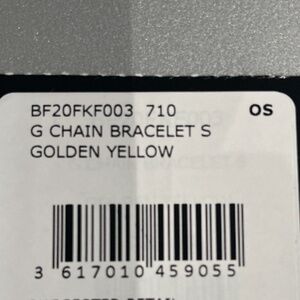 BF20FKF003 710 OS
G CHAIN BRACELET S
GOLDEN YELLOW
3 617010 459055